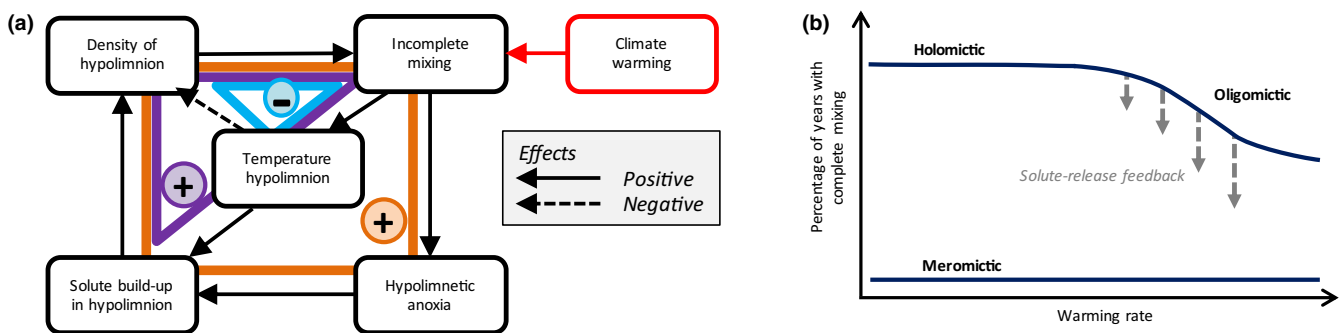 (a)
Density of
hypolimnion
Incomplete
mixing
Climate
warming
−
Temperature
hypolimnion
+
+
Effects
Positive
Negative
Solute build-up
in hypolimnion
Hypolimnetic
anoxia
(b)
Percentage of years with
complete mixing
Holomictic
Oligomictic
Solute-release feedback
Meromictic
Warming rate